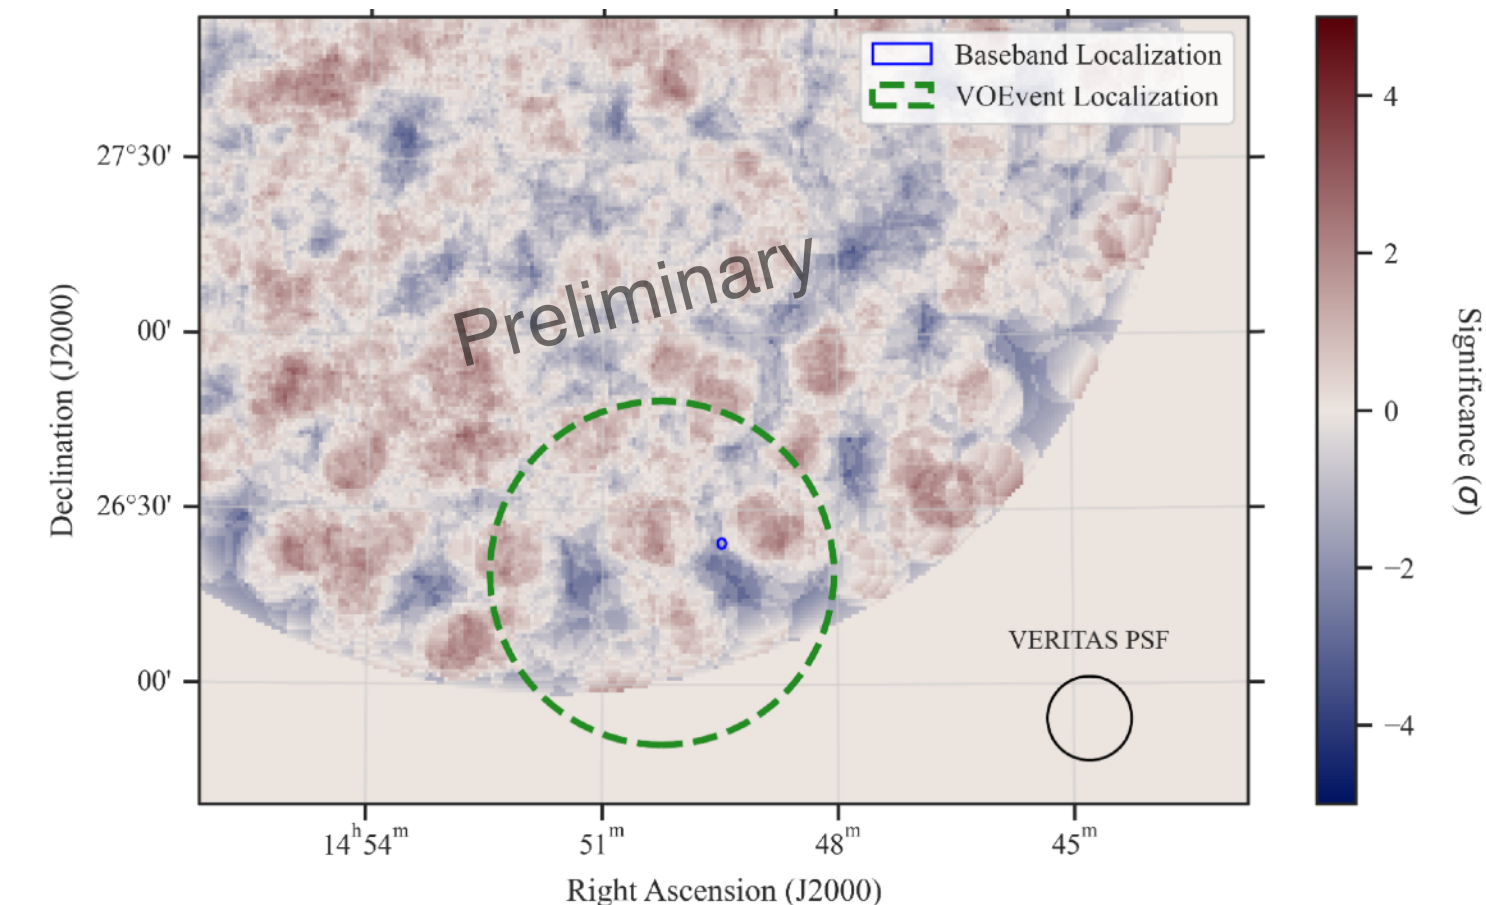 Baseband Localization
VOEvent Localization
4
27°30'
Preliminary
2
00'
Declination (J2000)
0
Significance (σ)
26°30'
−2
VERITAS PSF
00'
−4
14ʰ54ᵐ
51ᵐ
48ᵐ
45ᵐ
Right Ascension (J2000)